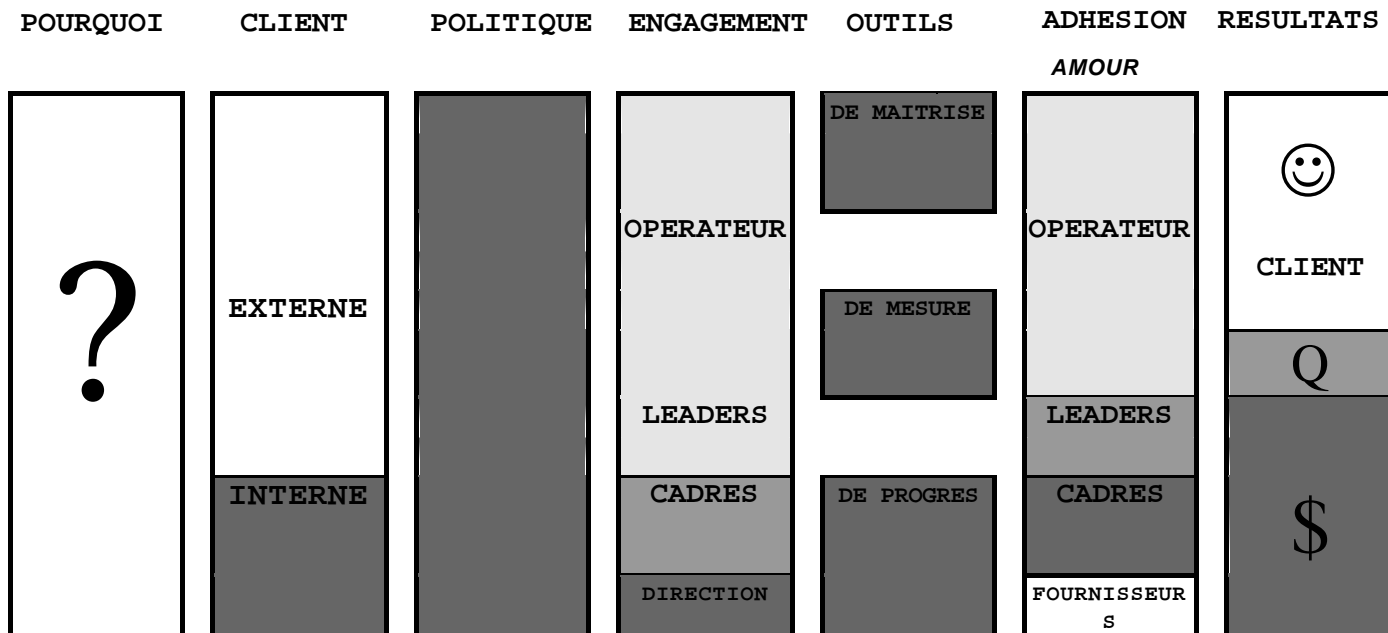 POURQUOI
CLIENT
POLITIQUE
ENGAGEMENT
OUTILS
ADHESION
AMOUR
RESULTATS
?
EXTERNE
INTERNE
OPERATEUR
LEADERS
CADRES
DIRECTION
DE MAITRISE
DE MESURE
DE PROGRES
OPERATEUR
LEADERS
CADRES
FOURNISSEUR
S
☺
CLIENT
Q
$